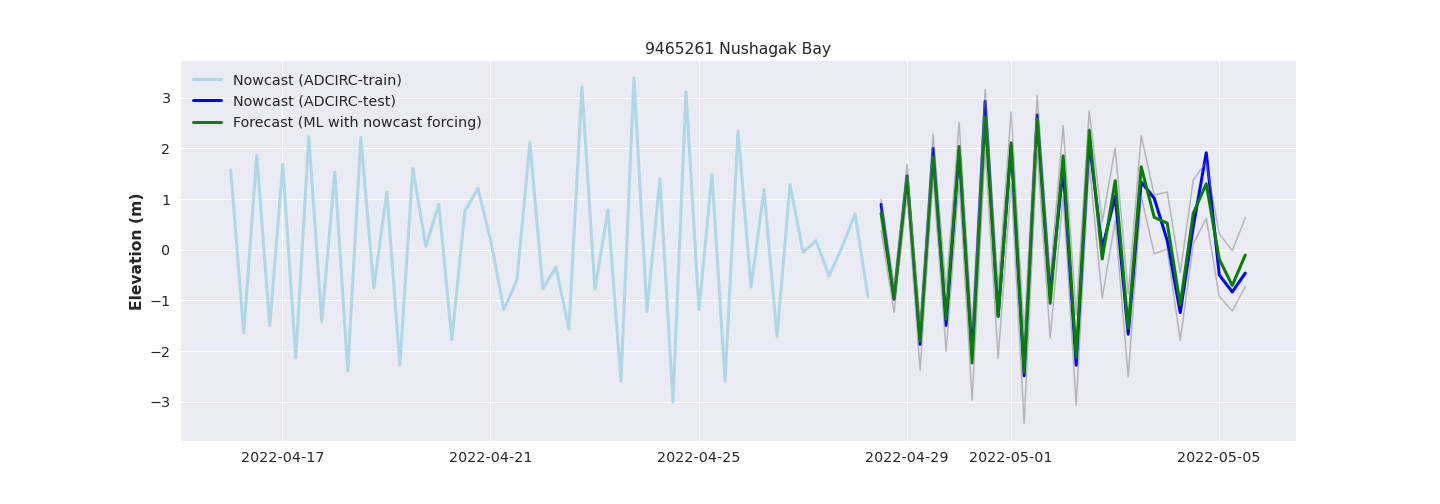 9465261 Nushagak Bay
Nowcast (ADCIRC-train)
Nowcast (ADCIRC-test)
Forecast (ML with nowcast forcing)
Elevation (m)
3
2
1
0
−1
−2
−3
2022-04-17
2022-04-21
2022-04-25
2022-04-29
2022-05-01
2022-05-05